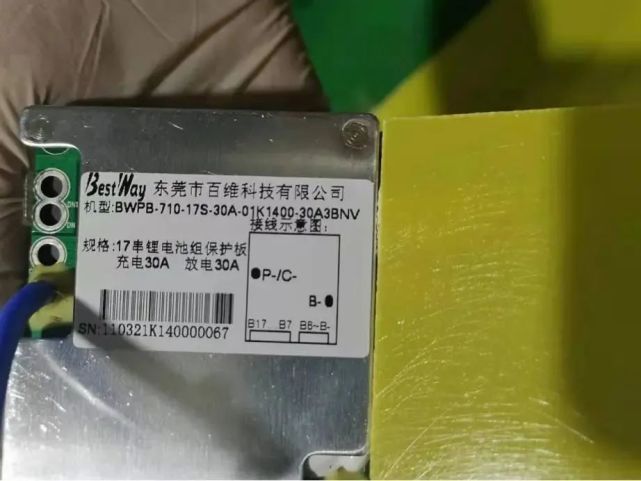 BestWay 东莞市百维科技有限公司
机型:BWPB-710-17S-30A-01K1400-30A3BNV
接线示意图:
规格:17串锂电池组保护板
充电30A 放电30A
P-/C-
B-
B17 B7 B6~B-
SN:110321K140000067